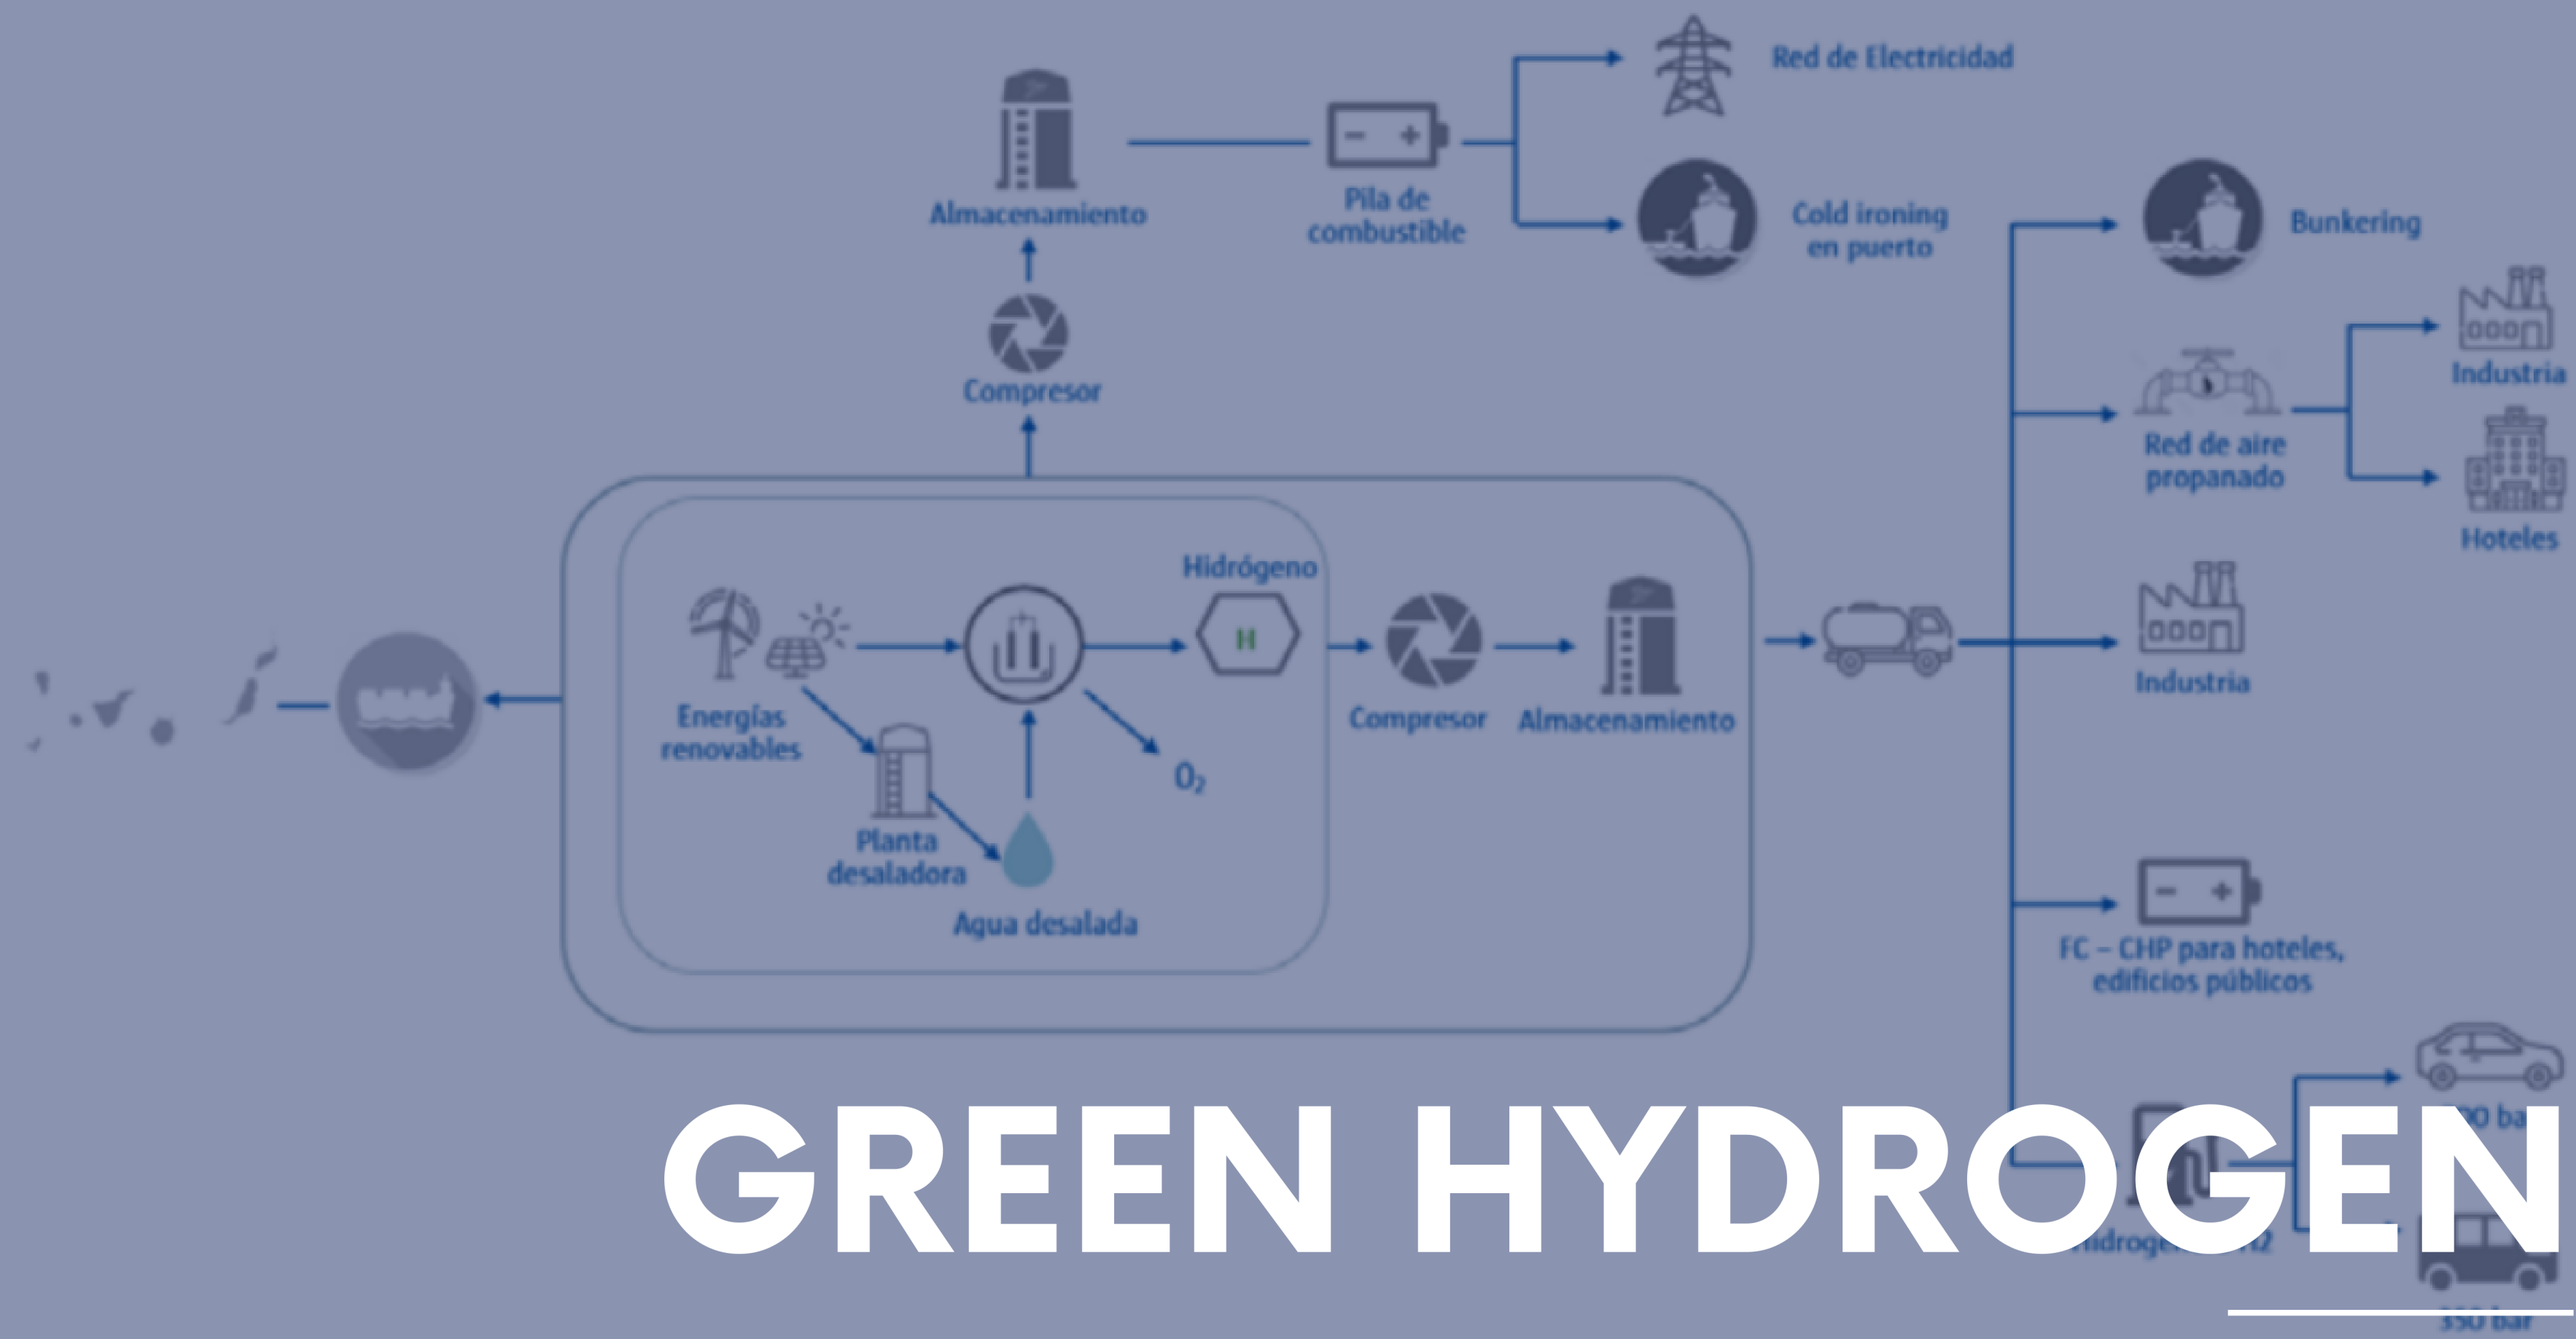 Red de Electricidad
Almacenamiento
Pila de
combustible
Cold ironing
en puerto
Bunkering
Compresor
Industria
Red de aire
propanado
Hoteles
Hidrógeno
H
Energías
renovables
Compresor
Almacenamiento
Industria
O₂
Planta
desaladora
Agua desalada
FC – CHP para hoteles,
edificios públicos
GREEN HYDROGEN
350 bar